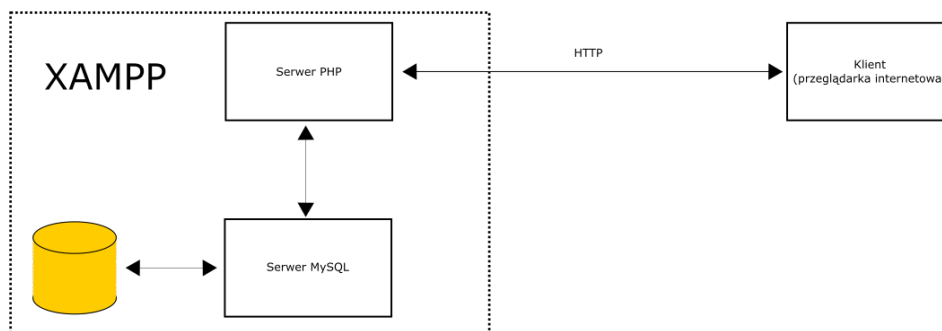 XAMPP
Serwer PHP
HTTP
Klient
(przeglądarka internetowa
Serwer MySQL